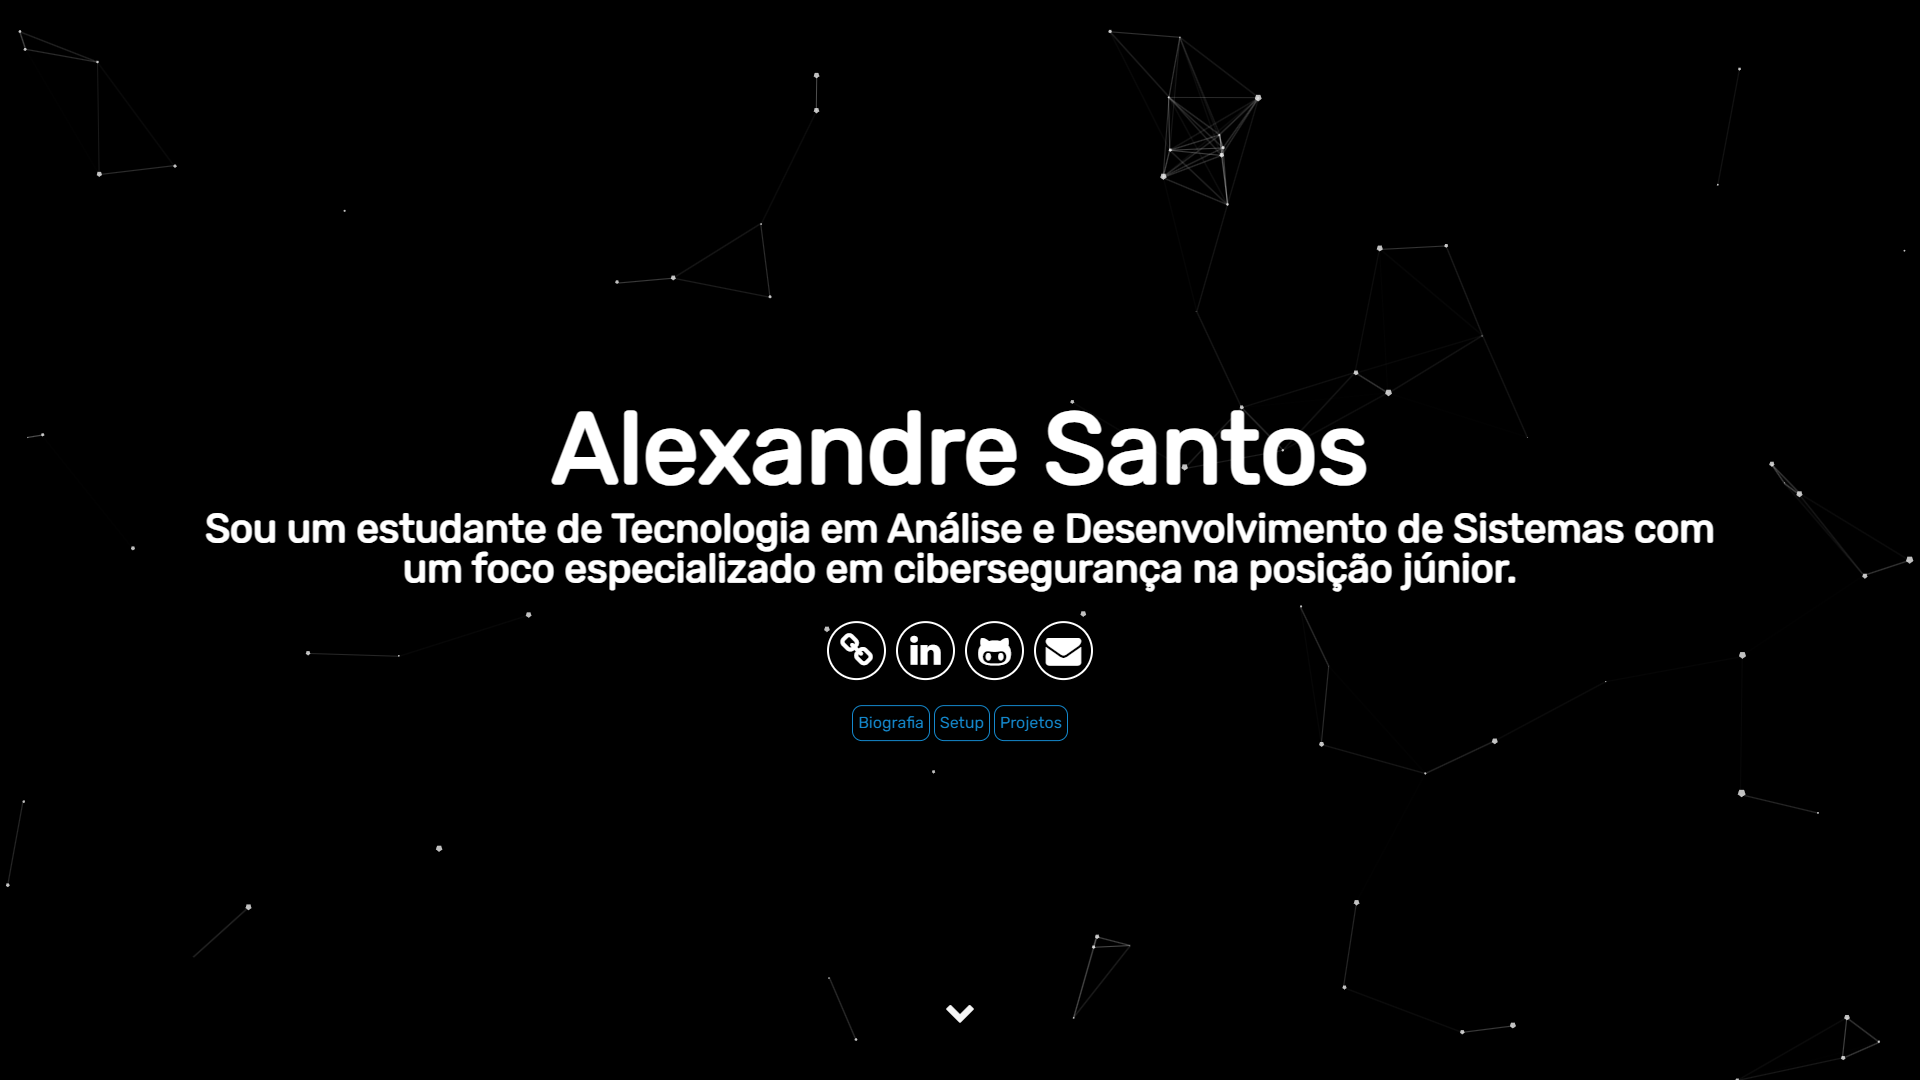 Alexandre Santos
Sou um estudante de Tecnologia em Análise e Desenvolvimento de Sistemas com
um foco especializado em cibersegurança na posição júnior.
Biografia Setup Projetos